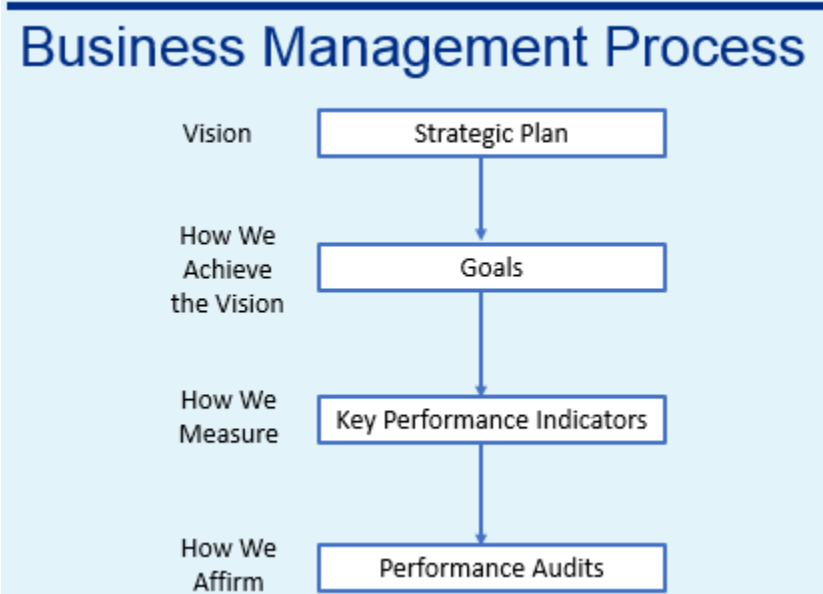 Business Management Process
Vision
Strategic Plan
How We
Achieve
the Vision
Goals
How We
Measure
Key Performance Indicators
How We
Affirm
Performance Audits